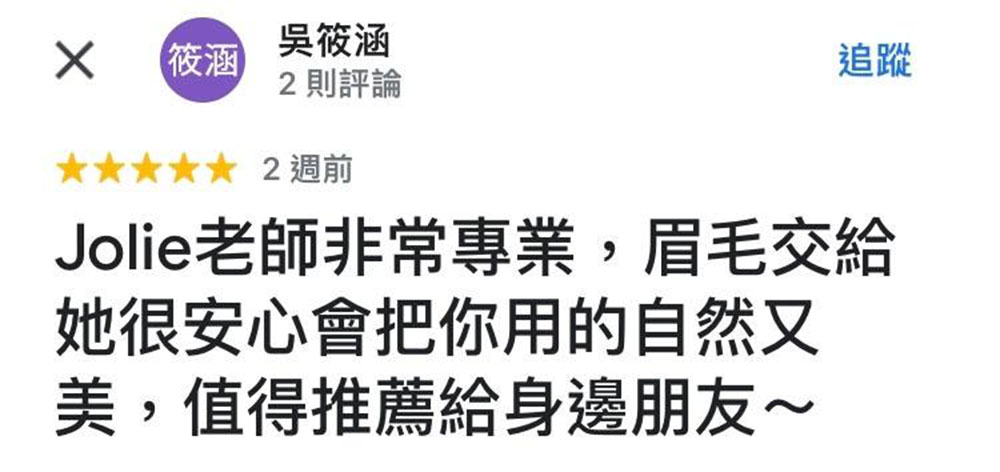 筱涵
吳筱涵
2 則評論
追蹤
2 週前
Jolie老師非常專業，眉毛交給
她很安心會把你用的自然又
美，值得推薦給身邊朋友～